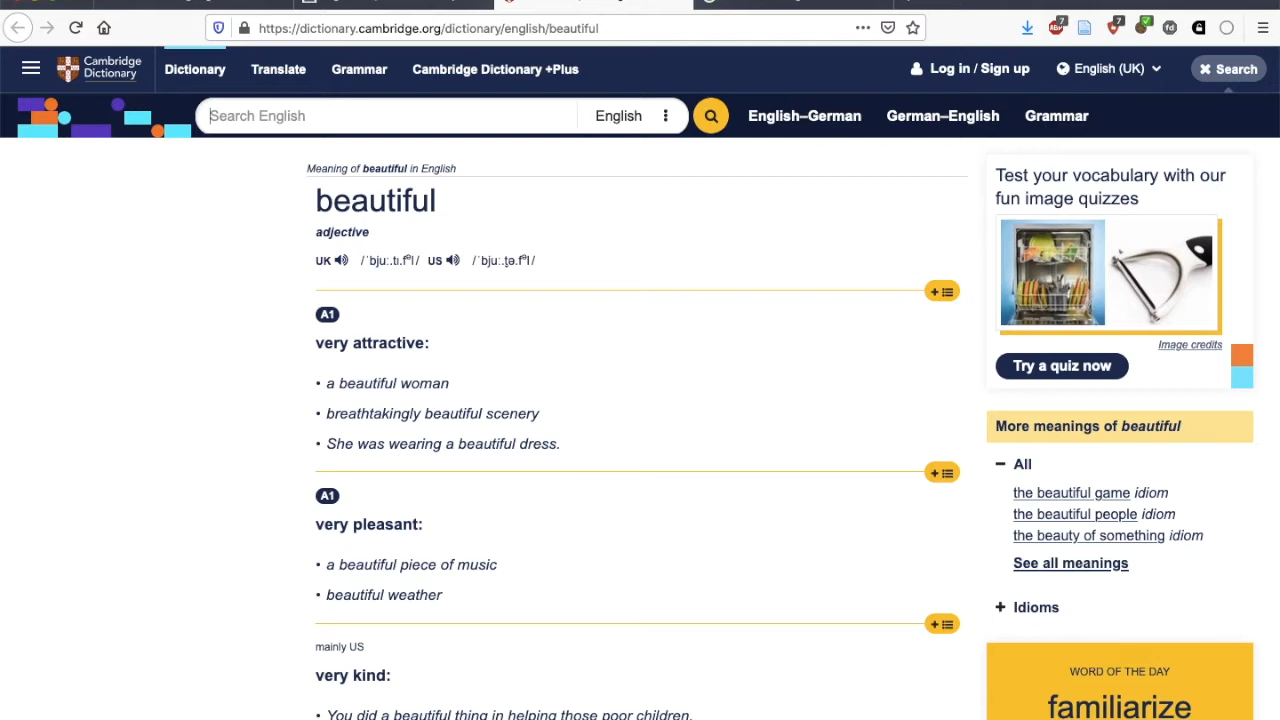 https://dictionary.cambridge.org/dictionary/english/beautiful
7
7
ABP
fd
Cambridge
Dictionary
Dictionary Translate Grammar Cambridge Dictionary +Plus
Log in / Sign up English (UK) Search
Search English English English–German German–English Grammar
Meaning of beautiful in English
beautiful
adjective
UK /ˈbjuː.tɪ.fᵊl/ US /ˈbjuː.t̬ə.fᵊl/
A1
very attractive:
• a beautiful woman
• breathtakingly beautiful scenery
• She was wearing a beautiful dress.
A1
very pleasant:
• a beautiful piece of music
• beautiful weather
mainly US
very kind:
• You did a beautiful thing in helping those poor children.
Test your vocabulary with our
fun image quizzes
Image credits
Try a quiz now
More meanings of beautiful
All
the beautiful game idiom
the beautiful people idiom
the beauty of something idiom
See all meanings
Idioms
WORD OF THE DAY
familiarize